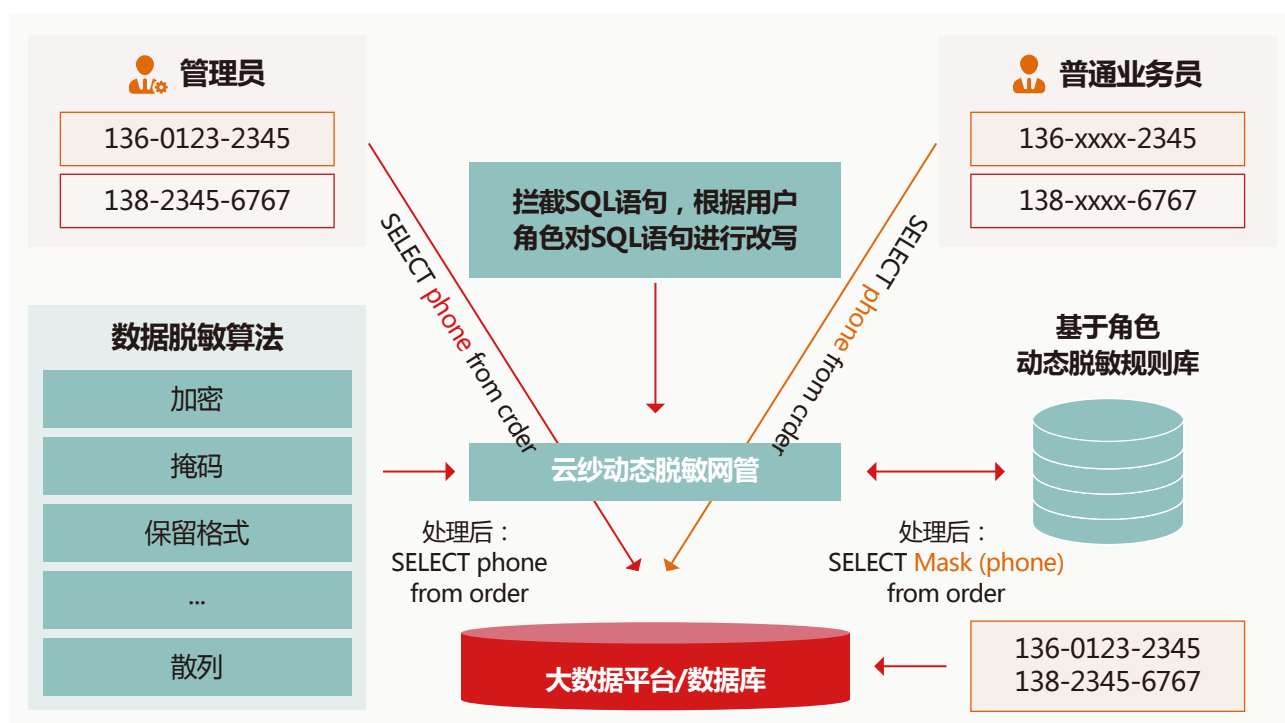 管理员
136-0123-2345
138-2345-6767
普通业务员
136-xxxx-2345
138-xxxx-6767
拦截SQL语句，根据用户
角色对SQL语句进行改写
SELECT phone from crder
SELECT phone from crder
数据脱敏算法
加密
掩码
保留格式
...
散列
云纱动态脱敏网管
基于角色
动态脱敏规则库
处理后：
SELECT phone
from order
处理后：
SELECT Mask (phone)
from order
大数据平台/数据库
136-0123-2345
138-2345-6767